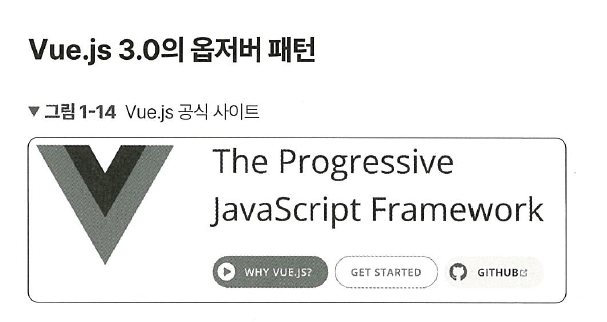 Vue.js 3.0의 옵저버 패턴
▼ 그림 1-14 Vue.js 공식 사이트
The Progressive
JavaScript Framework
WHY VUE.JS?
GET STARTED
GITHUB